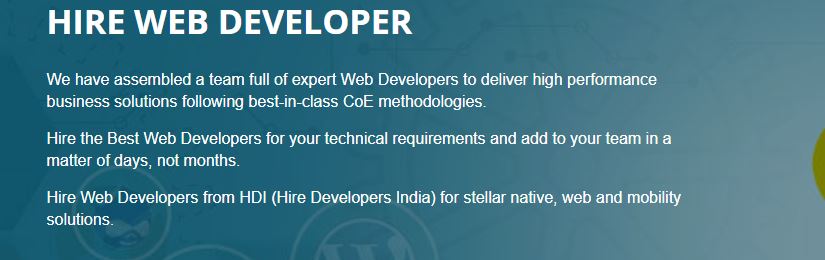 HIRE WEB DEVELOPER
We have assembled a team full of expert Web Developers to deliver high performance
business solutions following best-in-class CoE methodologies.
Hire the Best Web Developers for your technical requirements and add to your team in a
matter of days, not months.
Hire Web Developers from HDI (Hire Developers India) for stellar native, web and mobility
solutions.